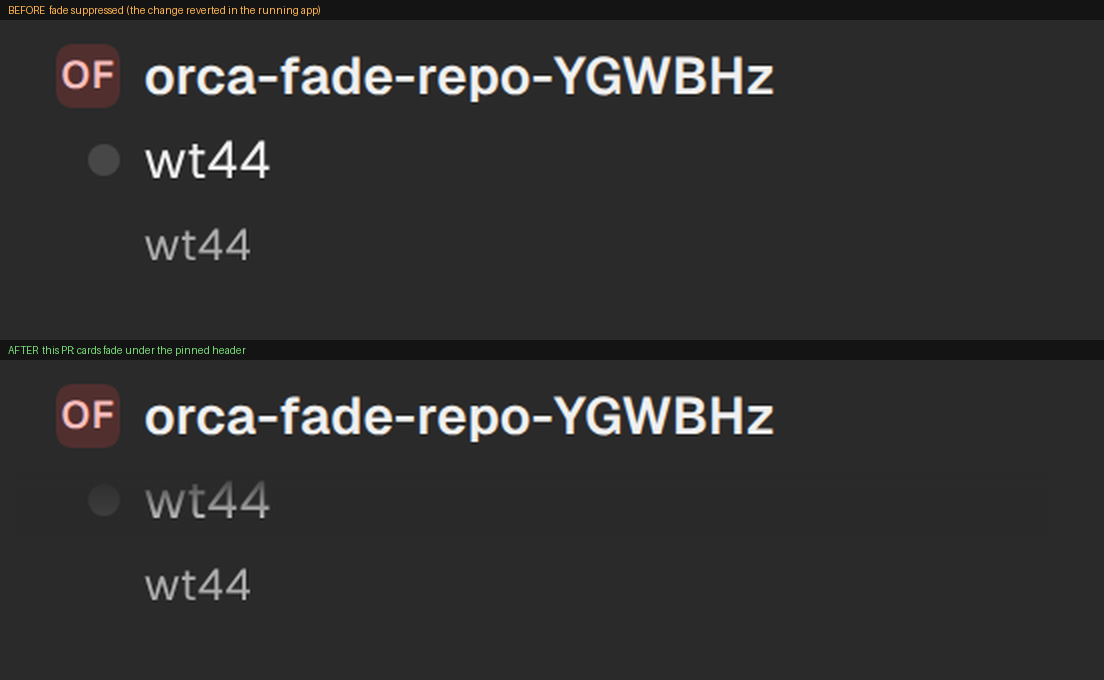 BEFORE fade suppressed (the change reverted in the running app)
OF orca-fade-repo-YGWBHz
wt44
wt44
AFTER this PR cards fade under the pinned header
OF orca-fade-repo-YGWBHz
wt44
wt44